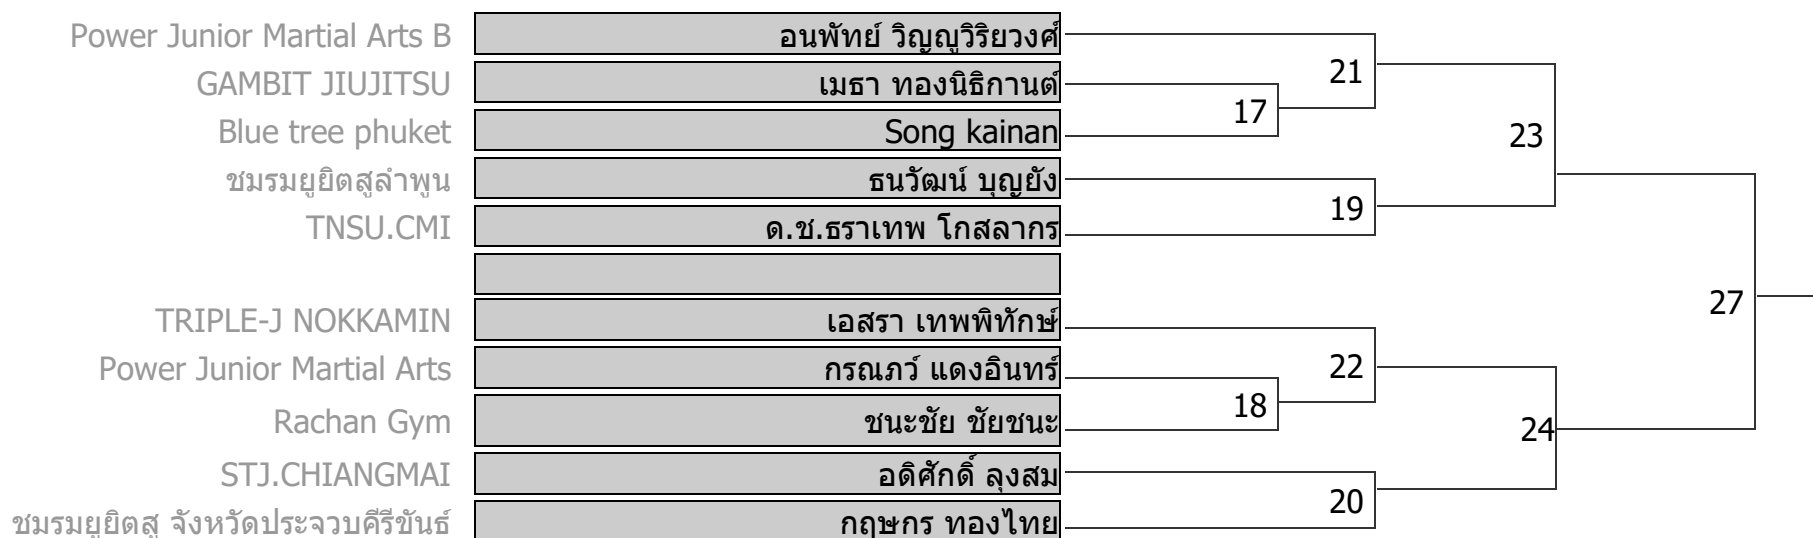 Power Junior Martial Arts B อนพัทย์ วิญญูวิริยวงศ์
21
GAMBIT JIUJITSU เมธา ทองนิธิกานต์
17
Blue tree phuket Song kainan
23
ชมรมยูยิตสูลำพูน ธนวัฒน์ บุญยัง
19
TNSU.CMI ด.ช.ธราเทพ โกสลากร
27
TRIPLE-J NOKKAMIN เอสรา เทพพิทักษ์
22
Power Junior Martial Arts กรณภว์ แดงอินทร์
18
Rachan Gym ชนะชัย ชัยชนะ
24
STJ.CHIANGMAI อดิศักดิ์ ลุงสม
20
ชมรมยูยิตสู จังหวัดประจวบคีรีขันธ์ กฤษกร ทองไทย